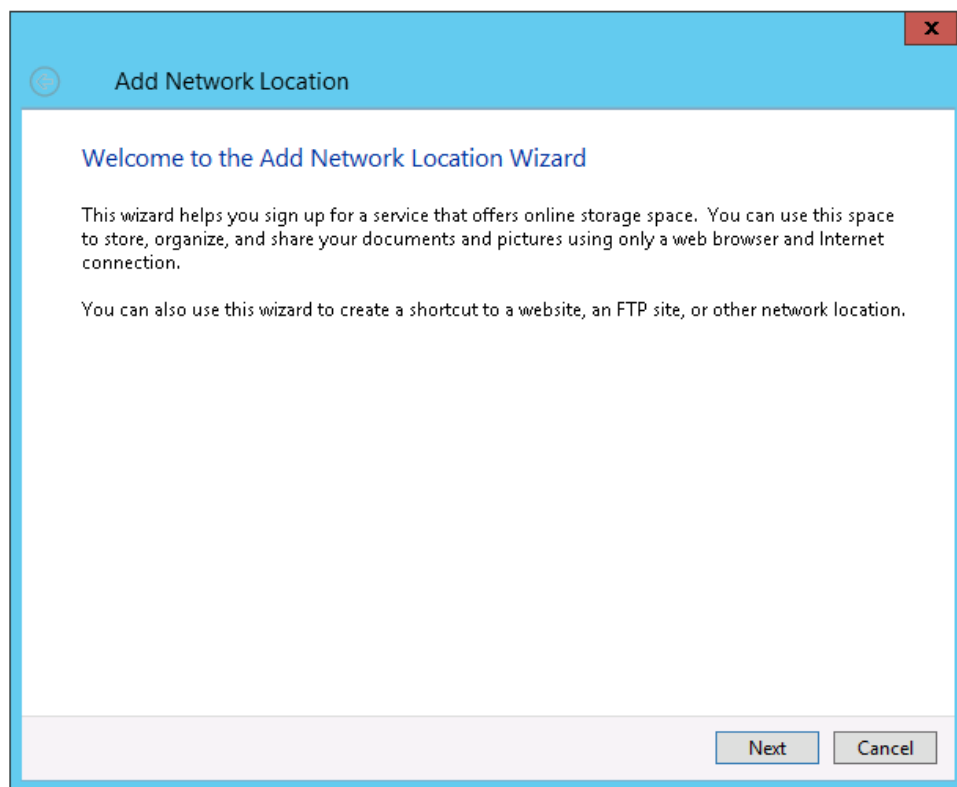 x
Add Network Location
Welcome to the Add Network Location Wizard
This wizard helps you sign up for a service that offers online storage space.  You can use this space
to store, organize, and share your documents and pictures using only a web browser and Internet
connection.
You can also use this wizard to create a shortcut to a website, an FTP site, or other network location.
Next
Cancel